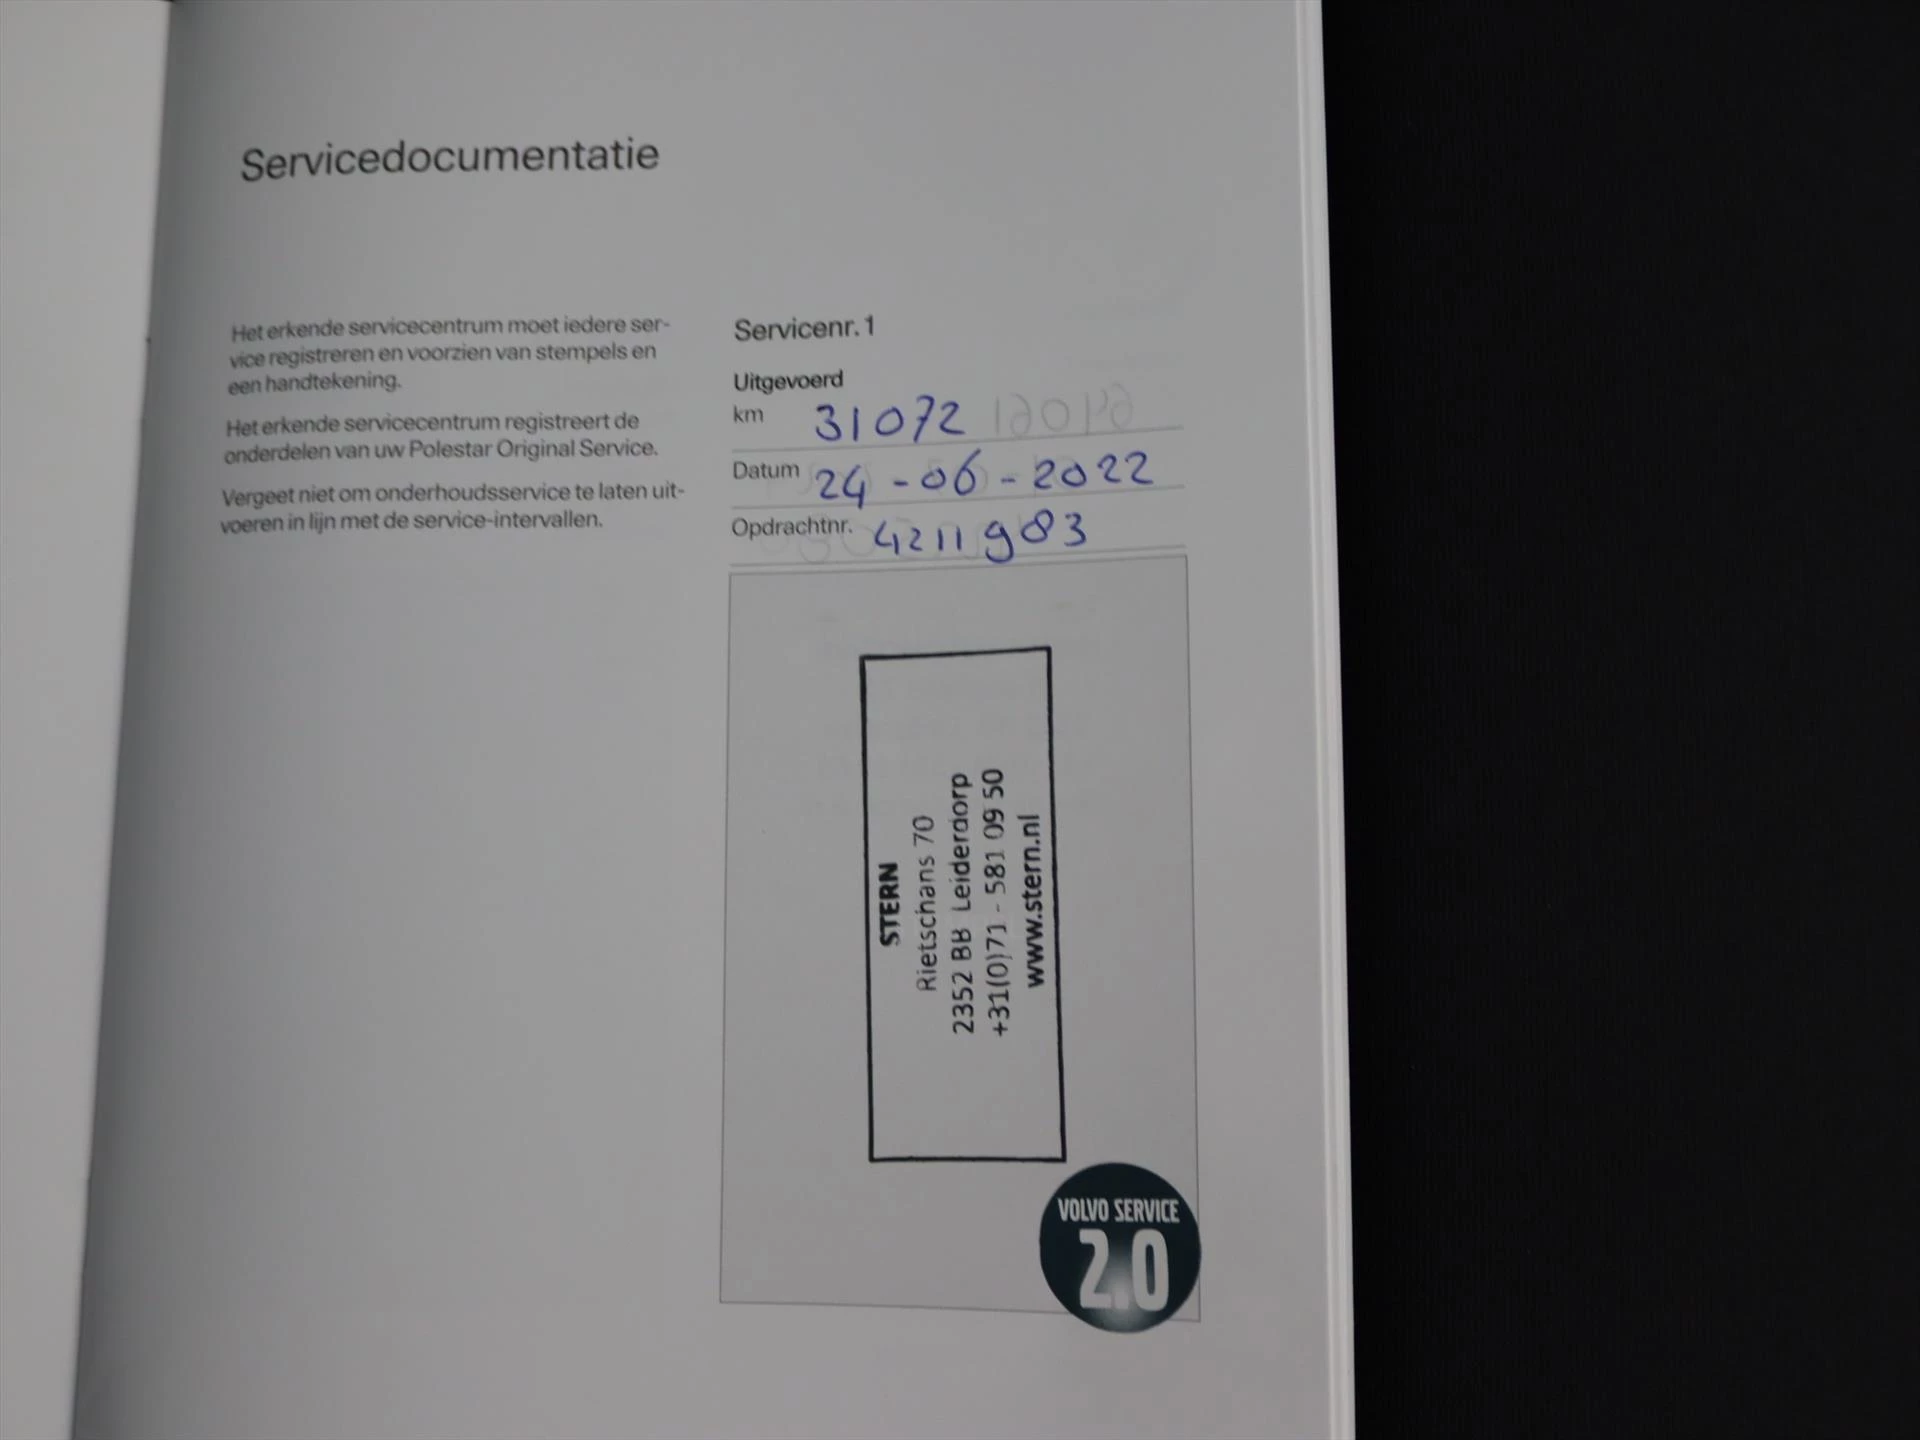 Servicedocumentatie
Het erkende servicecentrum moet iedere ser-
vice registreren en voorzien van stempels en
een handtekening.
Het erkende servicecentrum registreert de
onderdelen van uw Polestar Original Service.
Vergeet niet om onderhoudsservice te laten uit-
voeren in lijn met de service-intervallen.
Servicenr. 1
Uitgevoerd
km 31072
Datum 24-06-2022
Opdrachtnr. 4211983
STERN
Rietschans 70
2352 BB Leiderdorp
+31(0)71 - 581 09 50
www.stern.nl
VOLVO SERVICE
2.0